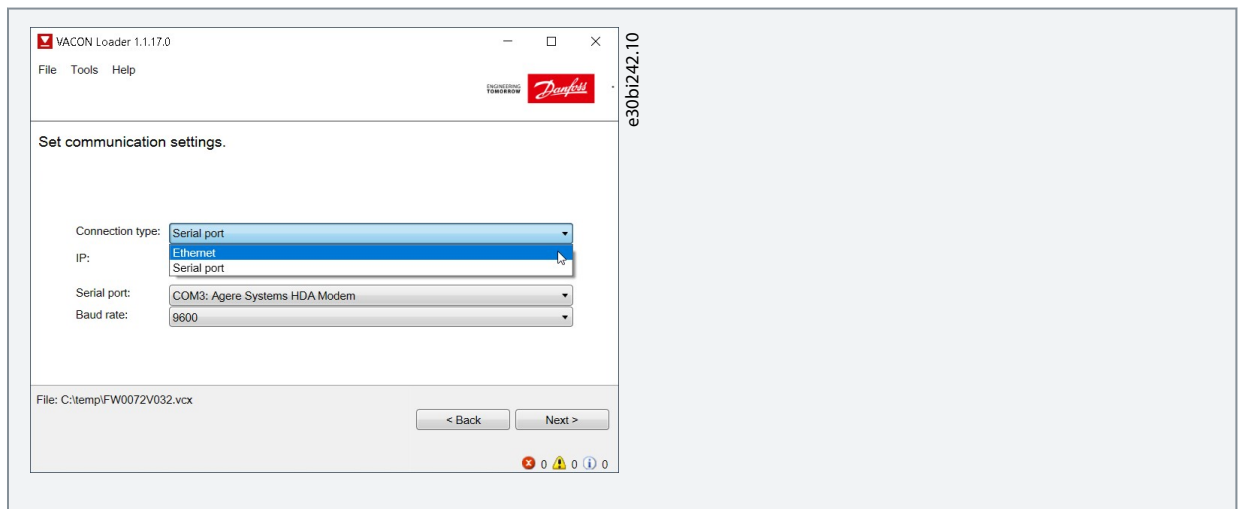 VACON Loader 1.1.17.0
File Tools Help
ENGINEERING
TOMORROW
Danfoss
Set communication settings.
Connection type: Serial port
Ethernet
IP:
Serial port
Serial port: COM3: Agere Systems HDA Modem
Baud rate: 9600
File: C:\temp\FW0072V032.vcx
< Back Next >
0 0 0
e30bi242.10